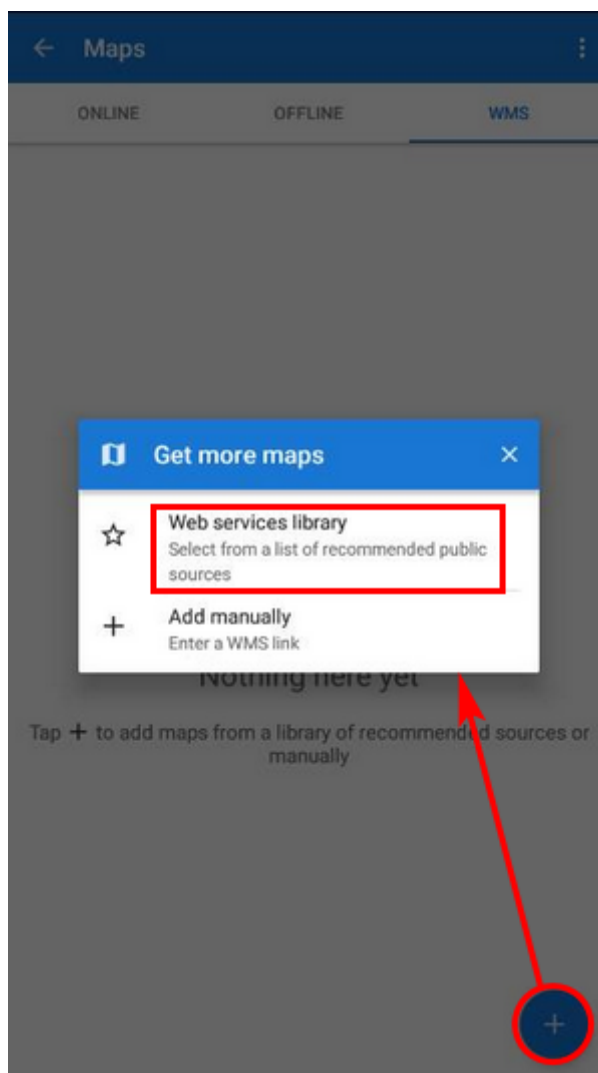 Maps
ONLINE OFFLINE WMS
Get more maps
Web services library
Select from a list of recommended public
sources
Add manually
Enter a WMS link
Nothing here yet
Tap + to add maps from a library of recommended sources or
manually